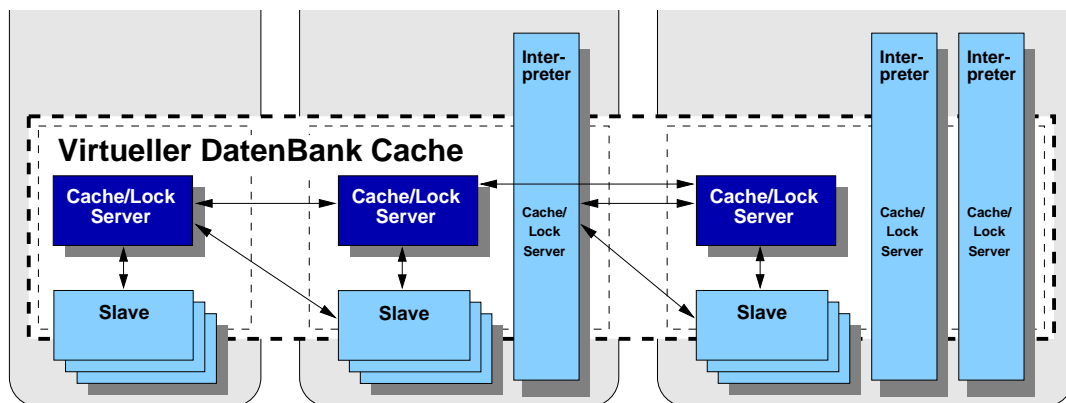 Inter-
preter
Inter-
preter
Inter-
preter
Virtueller DatenBank Cache
Cache/Lock
Server
Cache/Lock
Server
Cache/
Lock
Server
Cache/Lock
Server
Cache/
Lock
Server
Cache/
Lock
Server
Slave
Slave
Slave